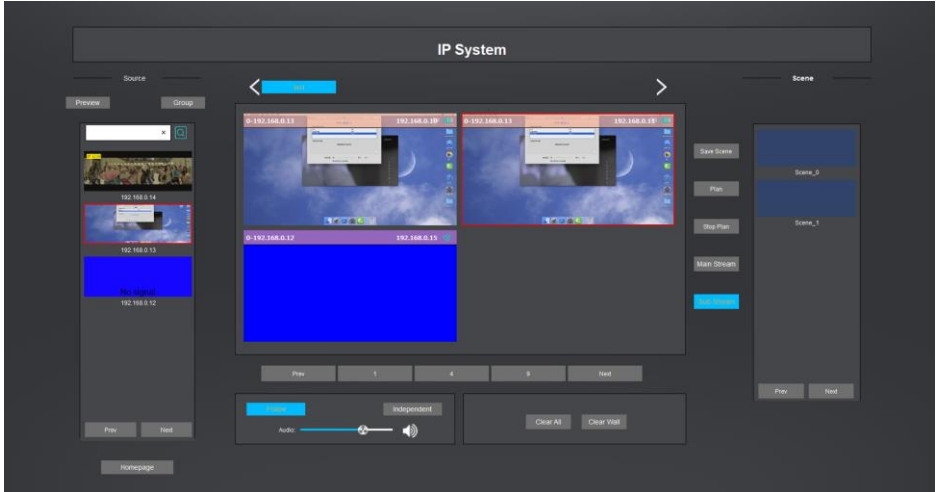 IP System
Source
Scene
Preview
Group
×
192.168.0.14
192.168.0.13
No signal
192.168.0.12
Prev
Next
Homepage
0-192.168.0.13
0-192.168.0.13
0-192.168.0.12 192.168.0.15
Prev 1 4 Next
Follow
Independent
Audio:
Clear All
Clear Wall
Save Scene
Plan
Stop Plan
Main Stream
Sub Stream
Scene_0
Scene_1
Prev
Next